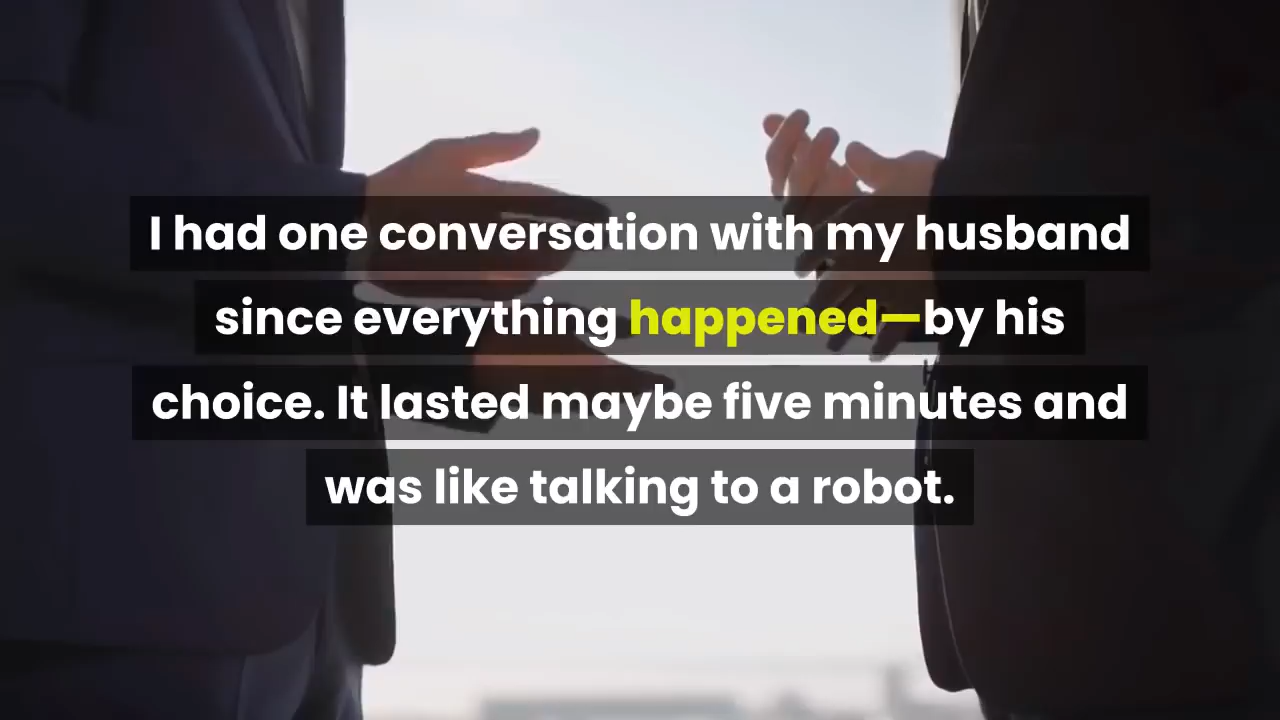 I had one conversation with my husband
since everything happened—by his
choice. It lasted maybe five minutes and
was like talking to a robot.